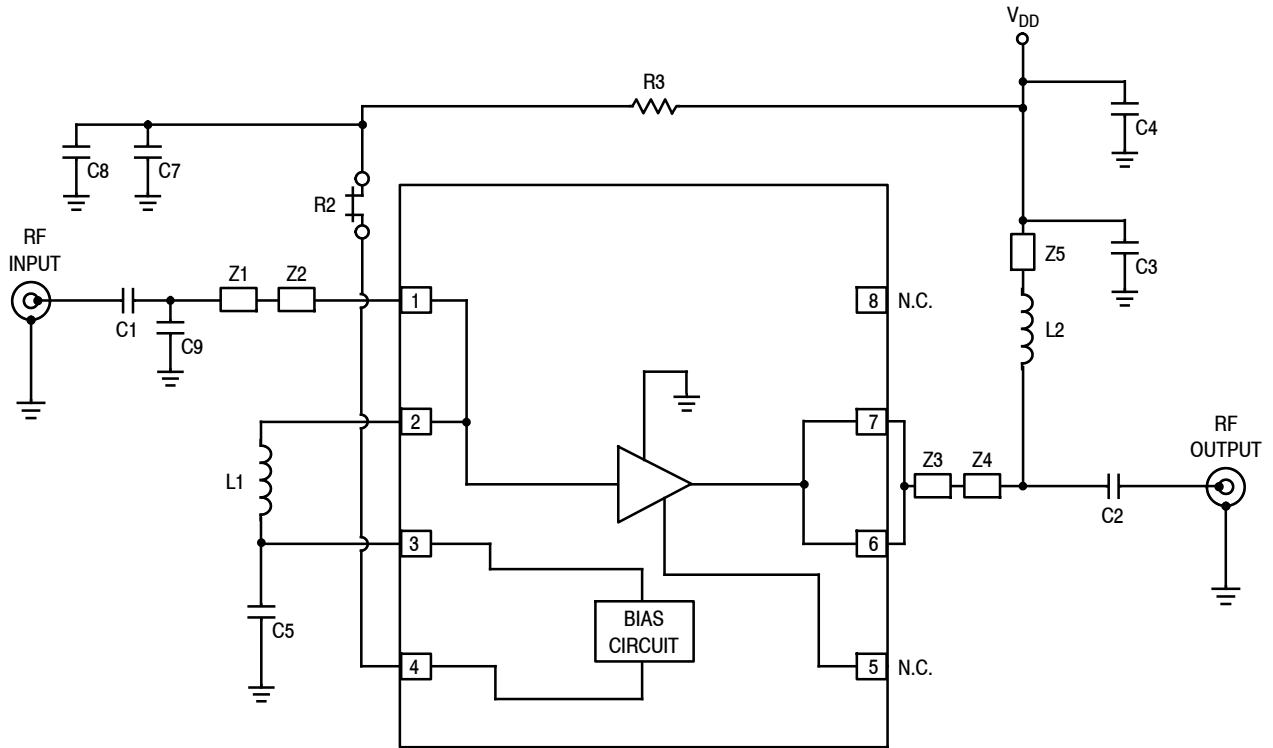 VDD
R3
C4
C8
C7
R2
RF
INPUT
Z1
Z2
Z5
C3
1
8 N.C.
C1
C9
L2
2
7
RF
OUTPUT
L1
Z3
Z4
C2
3
6
C5
BIAS
CIRCUIT
4
5 N.C.